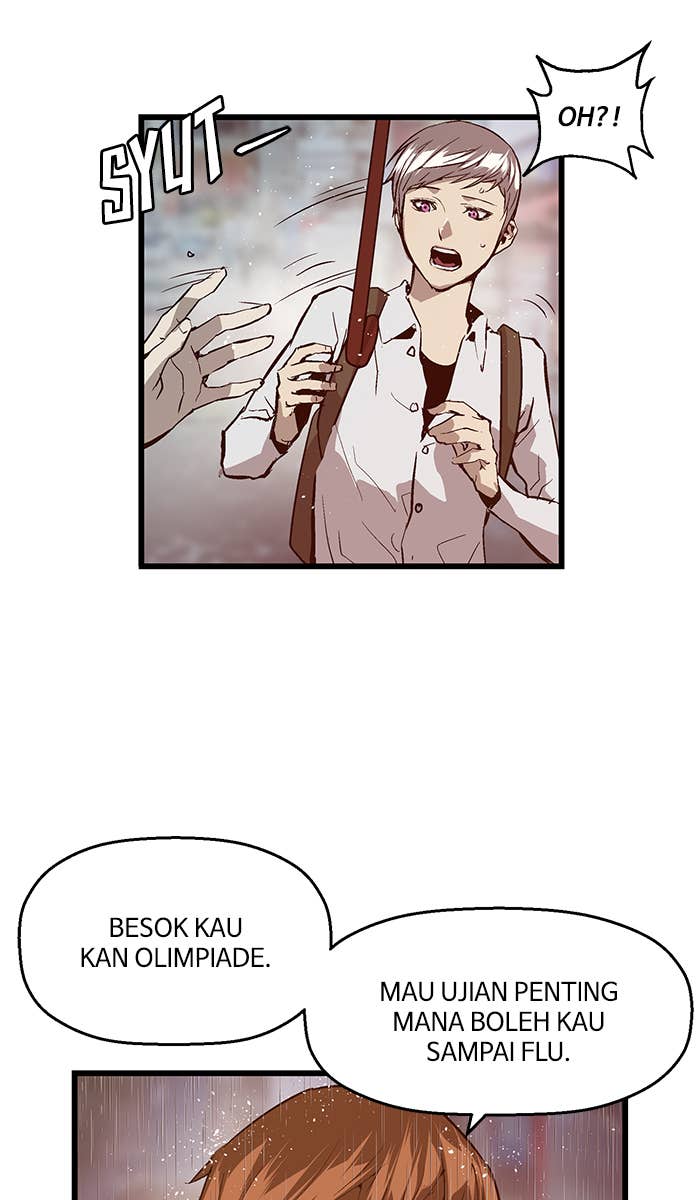 SYUT
OH?!
BESOK KAU
KAN OLIMPIADE.
MAU UJIAN PENTING
MANA BOLEH KAU
SAMPAI FLU.